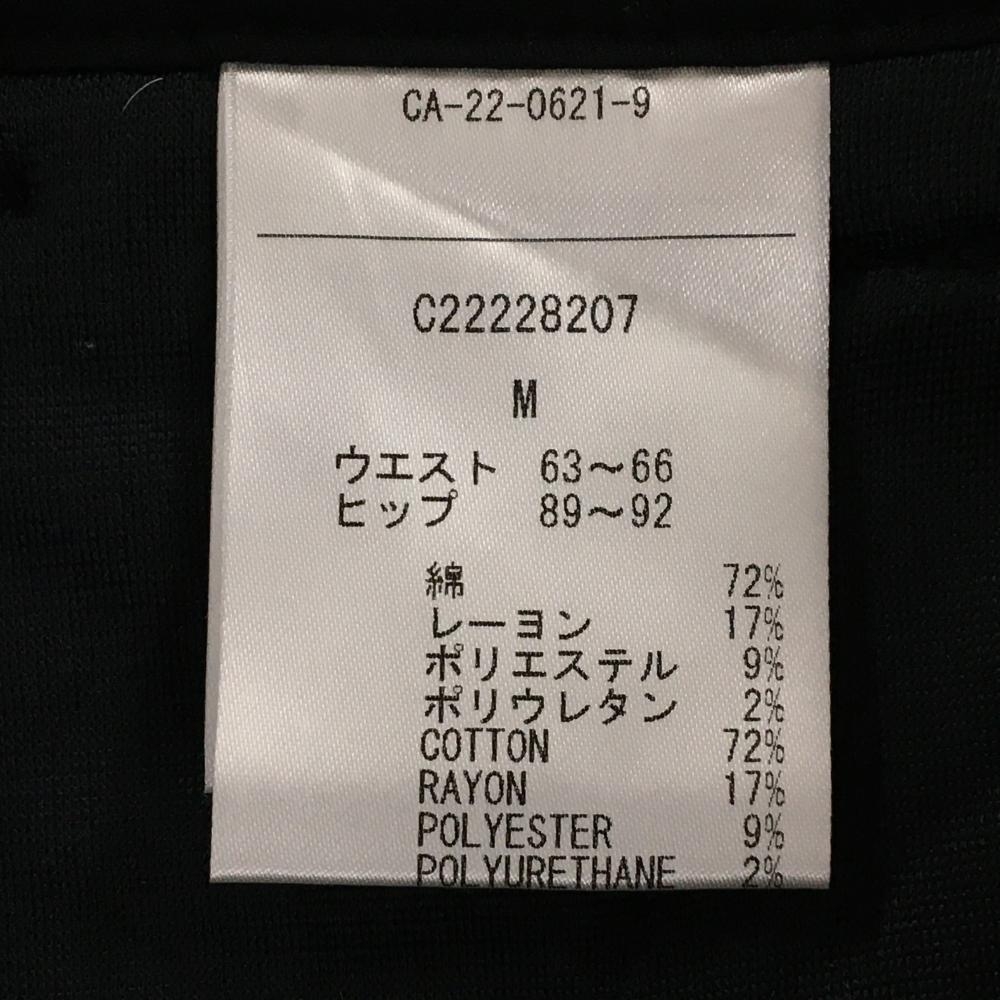 CA-22-0621-9
C22228207
M
ウエスト 63～66
ヒップ 89～92
綿 72%
レーヨン 17%
ポリエステル 9%
ポリウレタン 2%
COTTON 72%
RAYON 17%
POLYESTER 9%
POLYURETHANE 2%